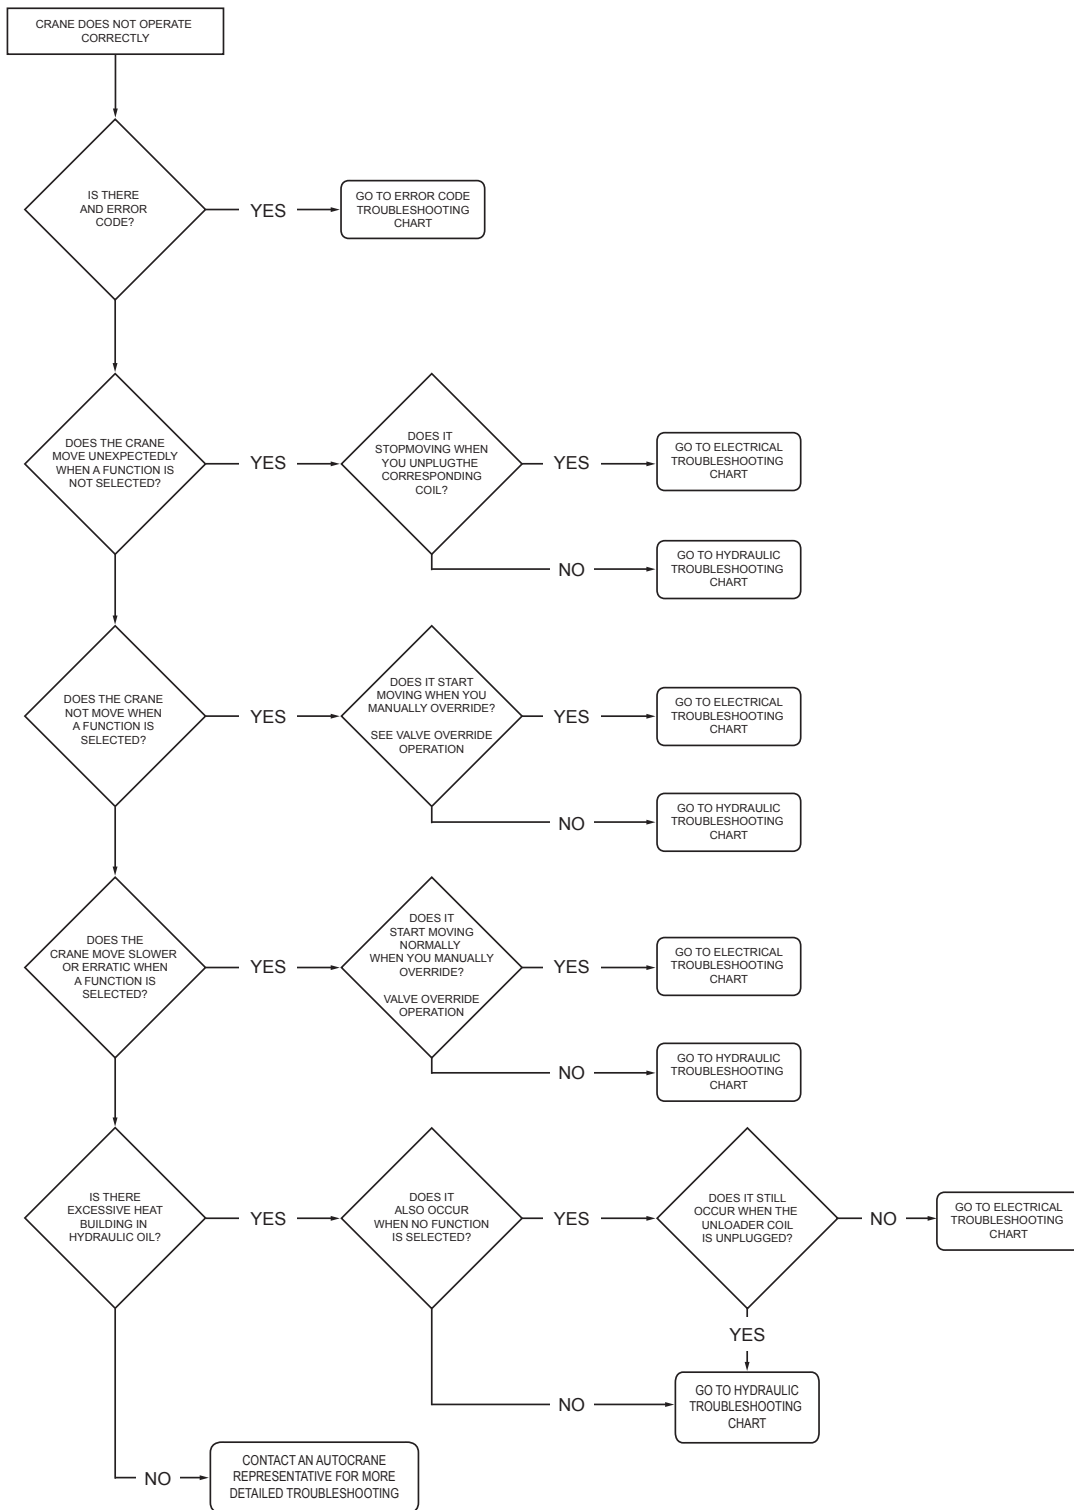 CRANE DOES NOT OPERATE
CORRECTLY
IS THERE
AND ERROR
CODE?
YES
GO TO ERROR CODE
TROUBLESHOOTING
CHART
DOES THE CRANE
MOVE UNEXPECTEDLY
WHEN A FUNCTION IS
NOT SELECTED?
YES
DOES IT
STOPMOVING WHEN
YOU UNPLUGTHE
CORRESPONDING
COIL?
YES
GO TO ELECTRICAL
TROUBLESHOOTING
CHART
NO
GO TO HYDRAULIC
TROUBLESHOOTING
CHART
DOES THE CRANE
NOT MOVE WHEN
A FUNCTION IS
SELECTED?
YES
DOES IT START
MOVING WHEN YOU
MANUALLY OVERRIDE?
SEE VALVE OVERRIDE
OPERATION
YES
GO TO ELECTRICAL
TROUBLESHOOTING
CHART
NO
GO TO HYDRAULIC
TROUBLESHOOTING
CHART
DOES THE
CRANE MOVE SLOWER
OR ERRATIC WHEN
A FUNCTION IS
SELECTED?
YES
DOES IT
START MOVING
NORMALLY
WHEN YOU MANUALLY
OVERRIDE?
VALVE OVERRIDE
OPERATION
YES
GO TO ELECTRICAL
TROUBLESHOOTING
CHART
NO
GO TO HYDRAULIC
TROUBLESHOOTING
CHART
IS THERE
EXCESSIVE HEAT
BUILDING IN
HYDRAULIC OIL?
YES
DOES IT
ALSO OCCUR
WHEN NO FUNCTION
IS SELECTED?
YES
DOES IT STILL
OCCUR WHEN THE
UNLOADER COIL
IS UNPLUGGED?
NO
GO TO ELECTRICAL
TROUBLESHOOTING
CHART
YES
NO
GO TO HYDRAULIC
TROUBLESHOOTING
CHART
NO
CONTACT AN AUTOCRANE
REPRESENTATIVE FOR MORE
DETAILED TROUBLESHOOTING